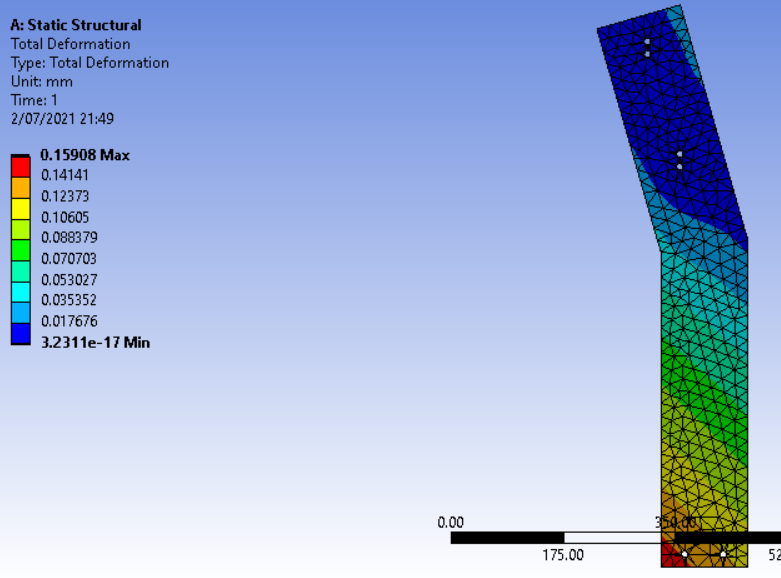 A: Static Structural
Total Deformation
Type: Total Deformation
Unit: mm
Time: 1
2/07/2021 21:49
0.15908 Max
0.14141
0.12373
0.10605
0.088379
0.070703
0.053027
0.035352
0.017676
3.2311e-17 Min
0.00
350.00
175.00